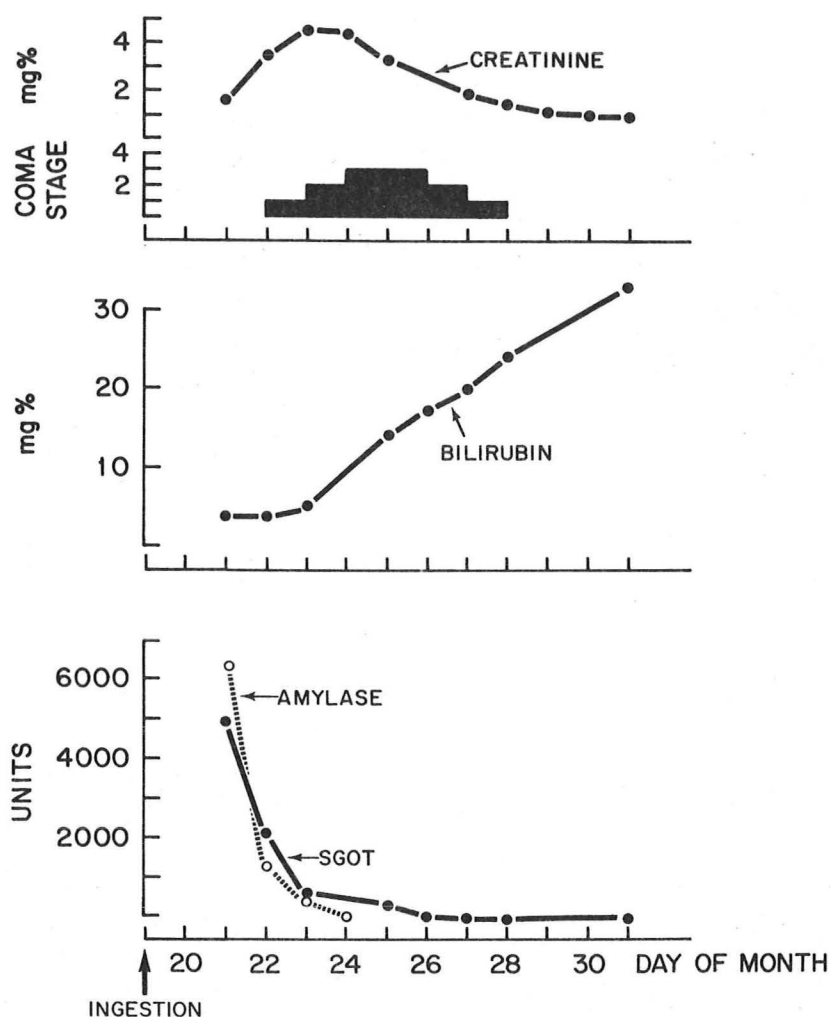 mg%
4
2
CREATININE
COMA
STAGE
4
2
mg%
30
20
10
BILIRUBIN
UNITS
6000
4000
2000
AMYLASE
SGOT
20 22 24 26 28 30 DAY OF MONTH
INGESTION